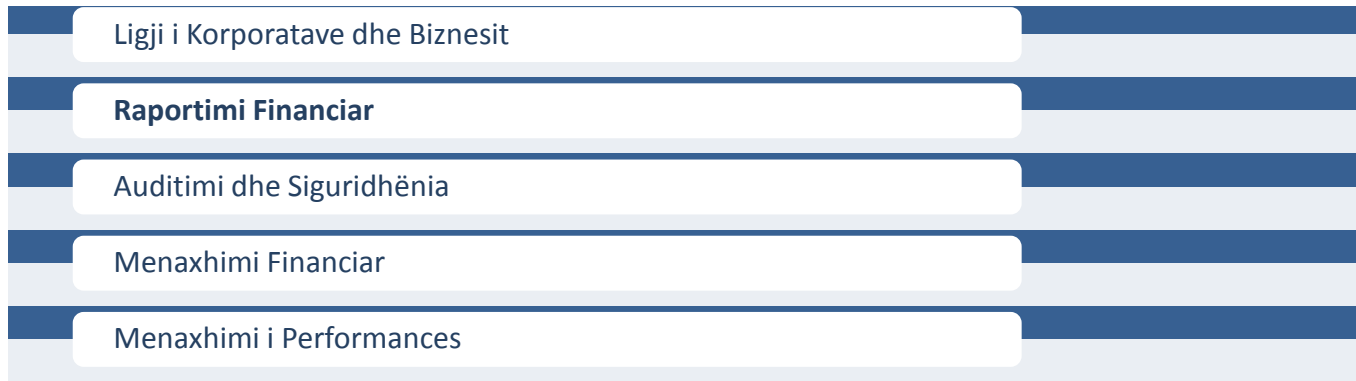 Ligji i Korporatave dhe Biznesit
Raportimi Financiar
Auditimi dhe Siguridhënia
Menaxhimi Financiar
Menaxhimi i Performances